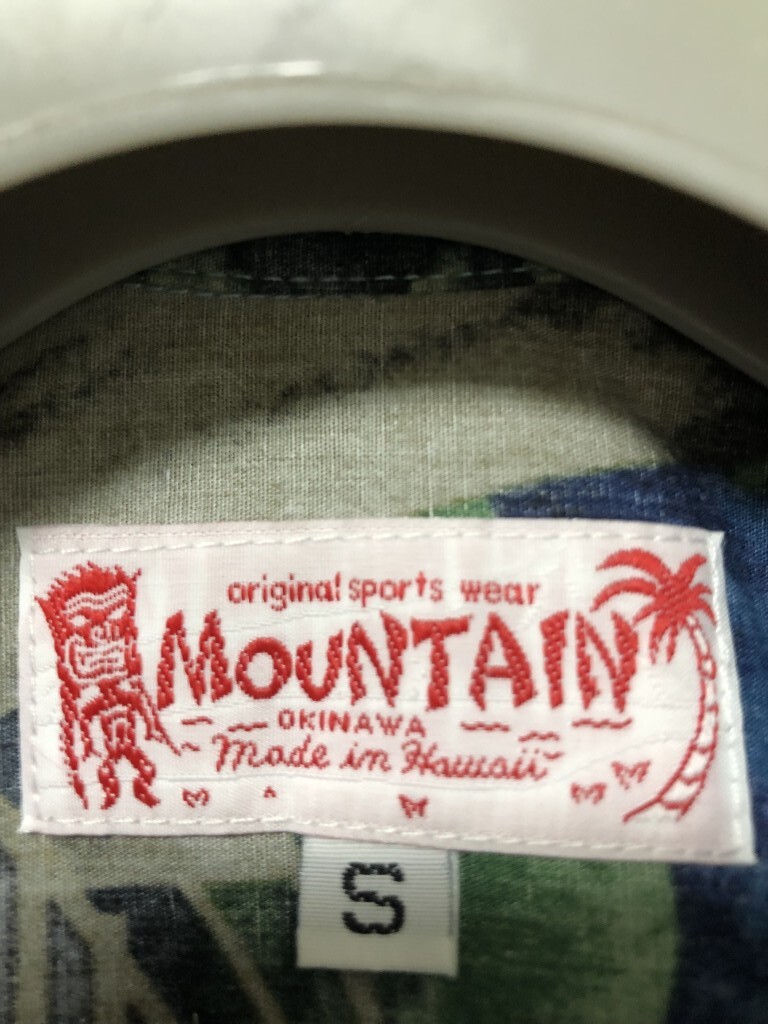 original sports wear
MOUNTAIN
OKINAWA
Made in Hawaii
S